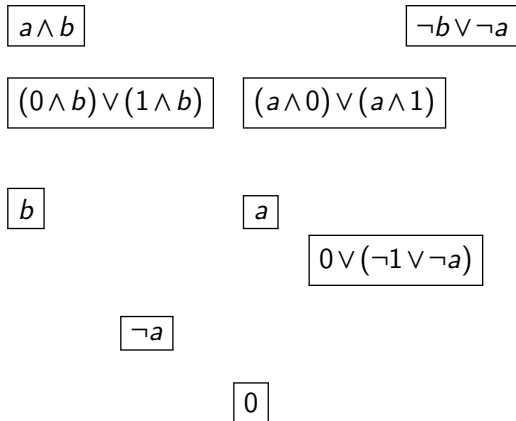 a ∧ b ¬b ∨ ¬a
(0 ∧ b) ∨ (1 ∧ b) (a ∧ 0) ∨ (a ∧ 1)
b a
0 ∨ (¬1 ∨ ¬a)
¬a
0